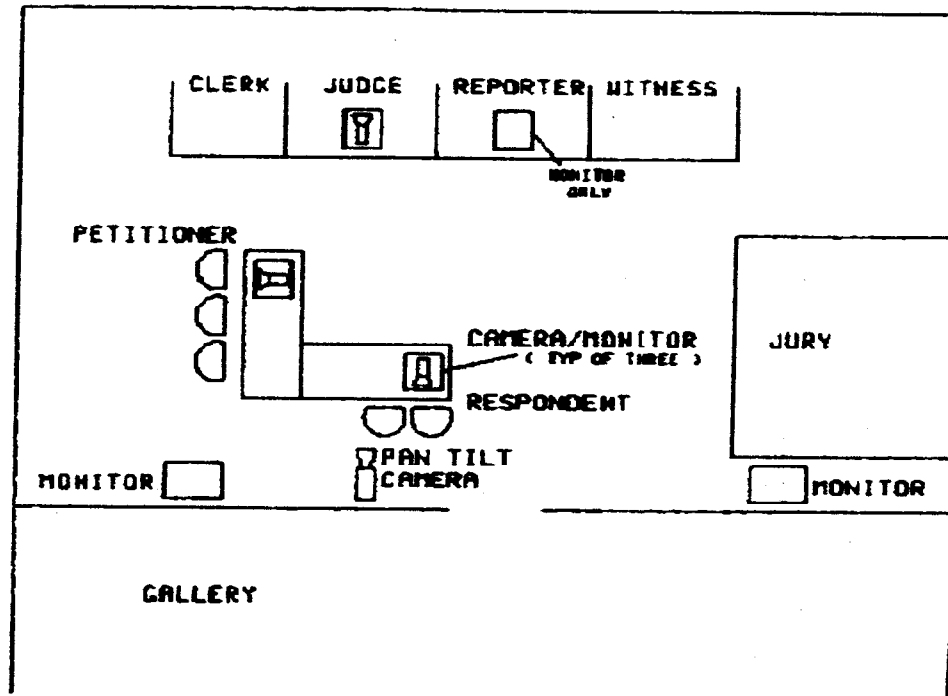 CLERK
JUDGE
REPORTER
WITNESS
MONITOR
ONLY
PETITIONER
CAMERA/MONITOR
( TYP OF THREE )
JURY
RESPONDENT
PAN TILT
CAMERA
MONITOR
MONITOR
GALLERY